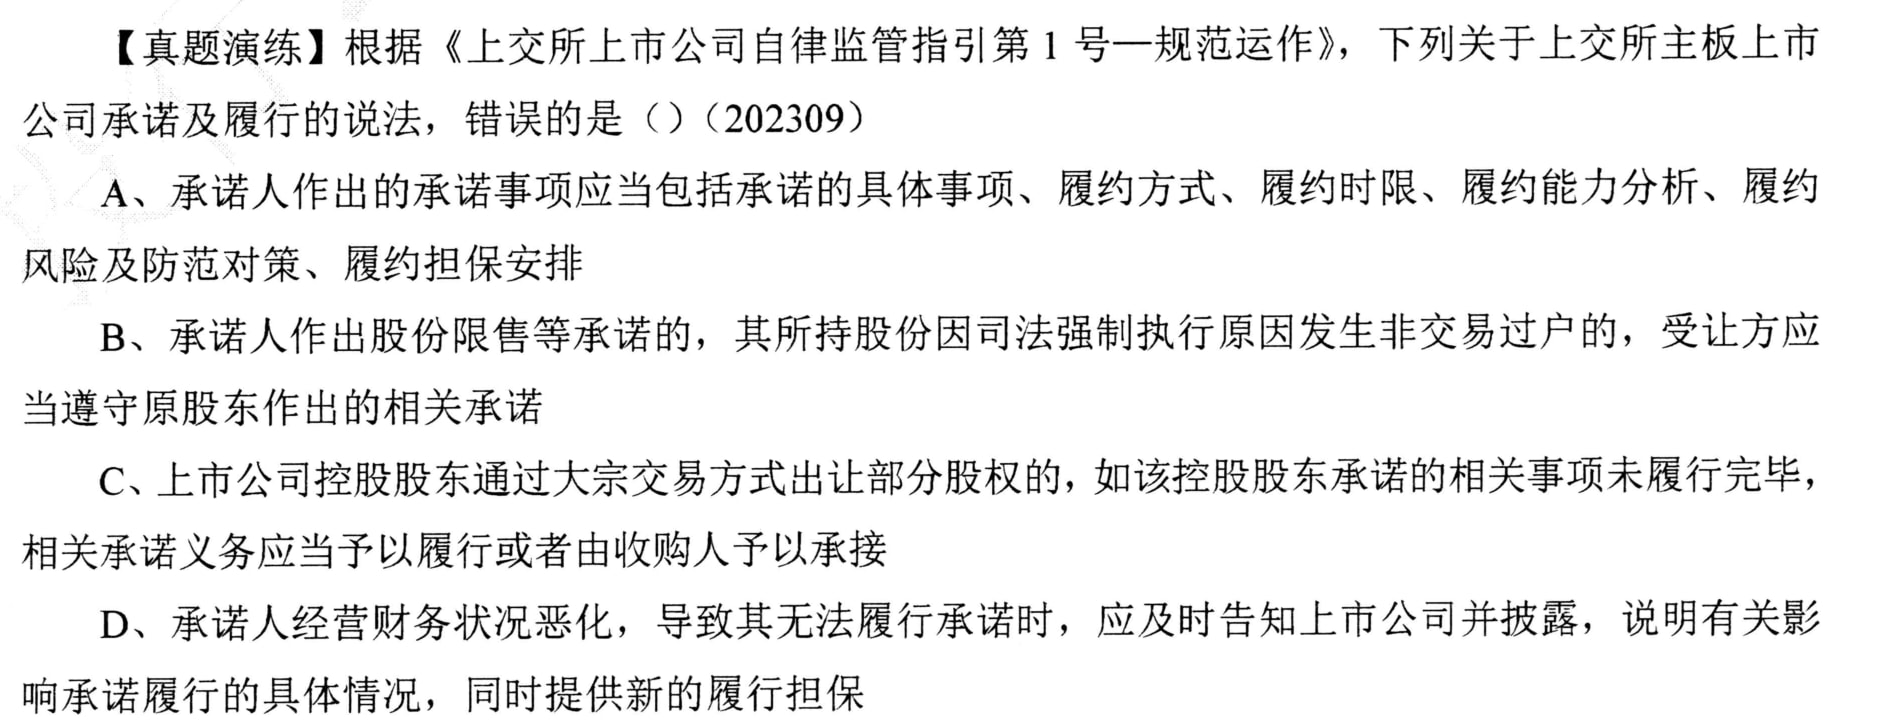 【真题演练】根据《上交所上市公司自律监管指引第 1 号—规范运作》，下列关于上交所主板上市
公司承诺及履行的说法，错误的是（）（202309）
A、承诺人作出的承诺事项应当包括承诺的具体事项、履约方式、履约时限、履约能力分析、履约
风险及防范对策、履约担保安排
B、承诺人作出股份限售等承诺的，其所持股份因司法强制执行原因发生非交易过户的，受让方应
当遵守原股东作出的相关承诺
C、上市公司控股股东通过大宗交易方式出让部分股权的，如该控股股东承诺的相关事项未履行完毕，
相关承诺义务应当予以履行或者由收购人予以承接
D、承诺人经营财务状况恶化，导致其无法履行承诺时，应及时告知上市公司并披露，说明有关影
响承诺履行的具体情况，同时提供新的履行担保